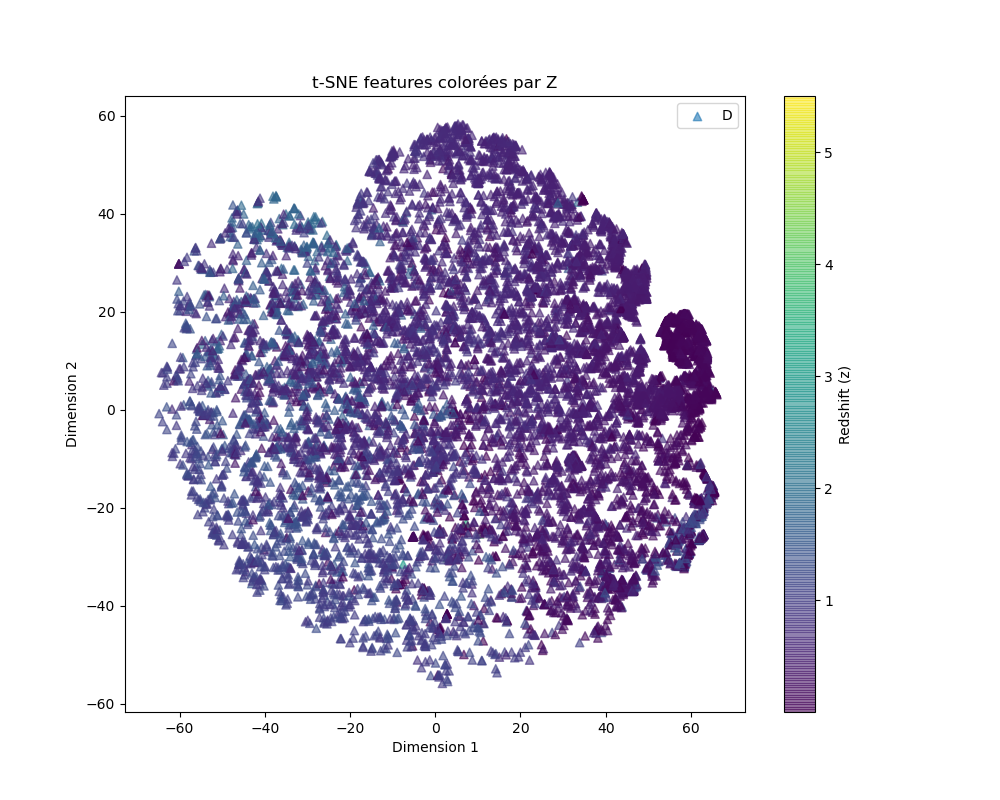 t-SNE features colorées par Z
D
60
40
20
0
−20
−40
−60
Dimension 2
−60 −40 −20 0 20 40 60
Dimension 1
5
4
3
2
1
Redshift (z)